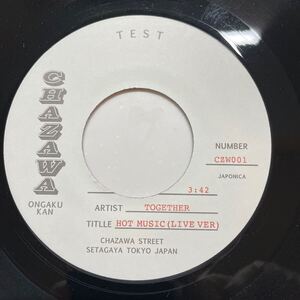 TEST
CHAZAWA
ONGAKU
KAN
NUMBER
CZW001
JAPONICA
3:42
ARTIST TOGETHER
TITLLE HOT MUSIC(LIVE VER)
CHAZAWA STREET
SETAGAYA TOKYO JAPAN